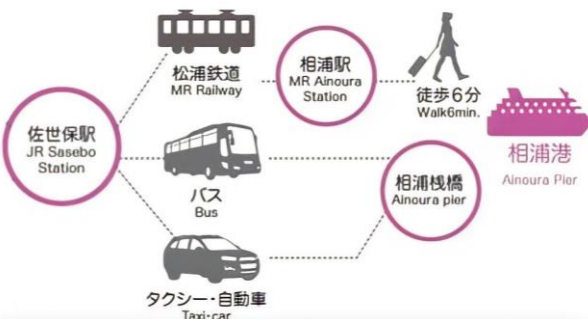 佐世保駅
JR Sasebo
Station
松浦鉄道
MR Railway
相浦駅
MR Ainoura
Station
徒歩6分
Walk6min.
バス
Bus
相浦桟橋
Ainoura pier
相浦港
Ainoura Pier
タクシー・自動車
Taxi・car